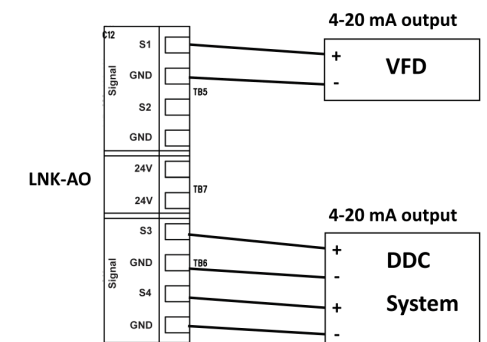 4-20 mA output
C12
S1
+
VFD
GND
-
Signal
TB5
S2
GND
24V
LNK-AO
TB7
24V
4-20 mA output
S3
+
DDC
GND
TB6
-
Signal
S4
+
System
GND
-